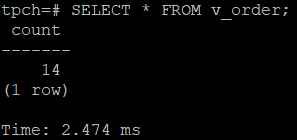 tpch=# SELECT * FROM v_order;
count
-------
14
(1 row)
Time: 2.474 ms